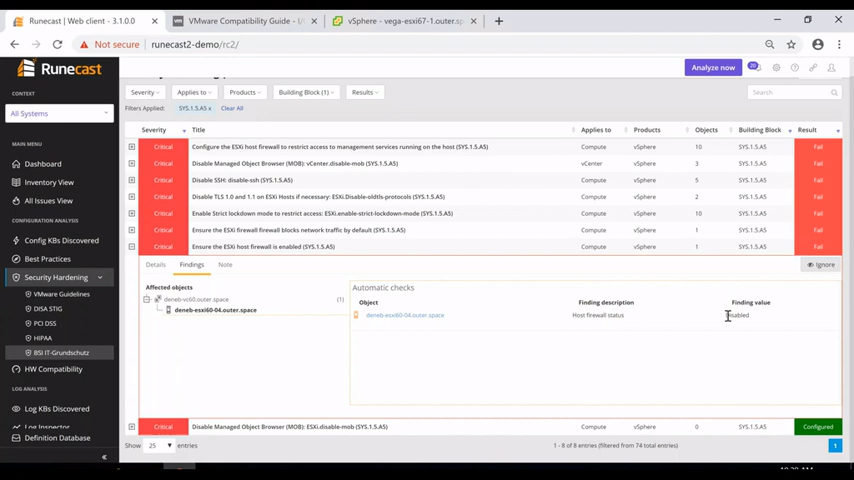 Runecast | Web client - 3.1.0.0
VMware Compatibility Guide - I/
vSphere - vega-esxi67-1.outer.sp
Not secure
runecast2-demo/rc2/
Runecast
Analyze now
20
CONTEXT
All Systems
MAIN MENU
Dashboard
Inventory View
All Issues View
CONFIGURATION ANALYSIS
Config KBs Discovered
Best Practices
Security Hardening
VMware Guidelines
DISA STIG
PCI DSS
HIPAA
BSI IT-Grundschutz
HW Compatibility
LOG ANALYSIS
Log KBs Discovered
Log Inspector
Definition Database
Severity
Applies to
Products
Building Block (1)
Results
Search
Filters Applied:
SYS.1.5.A5 x
Clear All
Severity Title Applies to Products Objects Building Block Result
Critical Configure the ESXi host firewall to restrict access to management services running on the host (SYS.1.5.A5) Compute vSphere 10 SYS.1.5.A5 Fail
Critical Disable Managed Object Browser (MOB): vCenter.disable-mob (SYS.1.5.A5) vCenter vSphere 3 SYS.1.5.A5 Fail
Critical Disable SSH: disable-ssh (SYS.1.5.A5) Compute vSphere 5 SYS.1.5.A5 Fail
Critical Disable TLS 1.0 and 1.1 on ESXi Hosts if necessary: ESXi.Disable-oldtls-protocols (SYS.1.5.A5) Compute vSphere 2 SYS.1.5.A5 Fail
Critical Enable Strict lockdown mode to restrict access: ESXi.enable-strict-lockdown-mode (SYS.1.5.A5) Compute vSphere 10 SYS.1.5.A5 Fail
Critical Ensure the ESXi firewall firewall blocks network traffic by default (SYS.1.5.A5) Compute vSphere 1 SYS.1.5.A5 Fail
Critical Ensure the ESXi host firewall is enabled (SYS.1.5.A5) Compute vSphere 1 SYS.1.5.A5 Fail
Details Findings Note
Ignore
Affected objects
deneb-vc60.outer.space (1)
deneb-esxi60-04.outer.space
Automatic checks
Object Finding description Finding value
deneb-esxi60-04.outer.space Host firewall status Disabled
Critical Disable Managed Object Browser (MOB): ESXi.disable-mob (SYS.1.5.A5) Compute vSphere 0 SYS.1.5.A5 Configured
Show 25 entries
1 - 8 of 8 entries (filtered from 74 total entries)
1